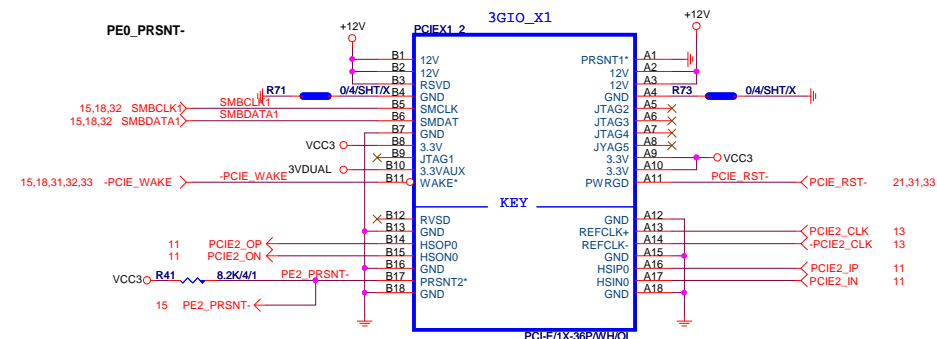 3GIO_X1
PE0_PRSNT-
+12V
+12V
PCIEX1_2
B1 12V PRSNT1* A1
B2 12V 12V A2
B3 RSVD 12V A3
R71 0/4/SHT/X B4 GND GND A4 R73 0/4/SHT/X
15,18,32 SMBCLK1 SMBCLK1 B5 SMCLK JTAG2 A5
15,18,32 SMBDATA1 SMBDATA1 B6 SMDAT JTAG3 A6
B7 GND JTAG4 A7
VCC3 B8 3.3V JYAG5 A8
B9 JTAG1 3.3V A9 VCC3
3VDUAL B10 3.3VAUX 3.3V A10
15,18,31,32,33 -PCIE_WAKE -PCIE_WAKE B11 WAKE* PWRGD A11 PCIE_RST- PCIE_RST- 21,31,33
KEY
B12 RVSD GND A12
B13 GND REFCLK+ A13 PCIE2_CLK 13
11 PCIE2_OP B14 HSOP0 REFCLK- A14 -PCIE2_CLK 13
11 PCIE2_ON B15 HSON0 GND A15
B16 GND HSIP0 A16 PCIE2_IP 11
VCC3 R41 8.2K/4/1 PE2_PRSNT- B17 PRSNT2* HSIN0 A17 PCIE2_IN 11
B18 GND GND A18
15 PE2_PRSNT-
PCI-E/1X-36P/WH/OL